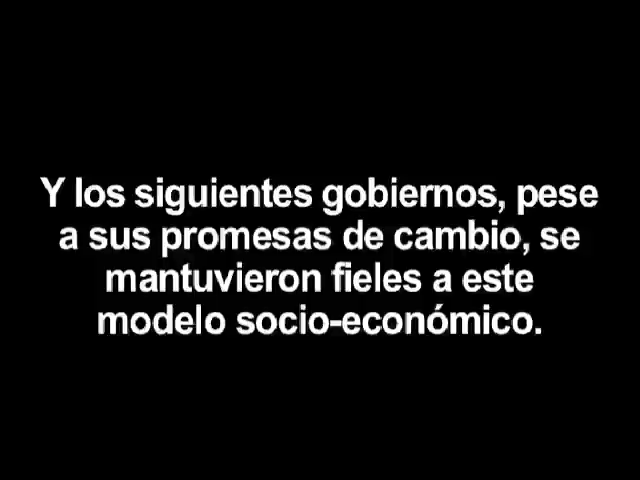 Y los siguientes gobiernos, pese
a sus promesas de cambio, se
mantuvieron fieles a este
modelo socio-económico.